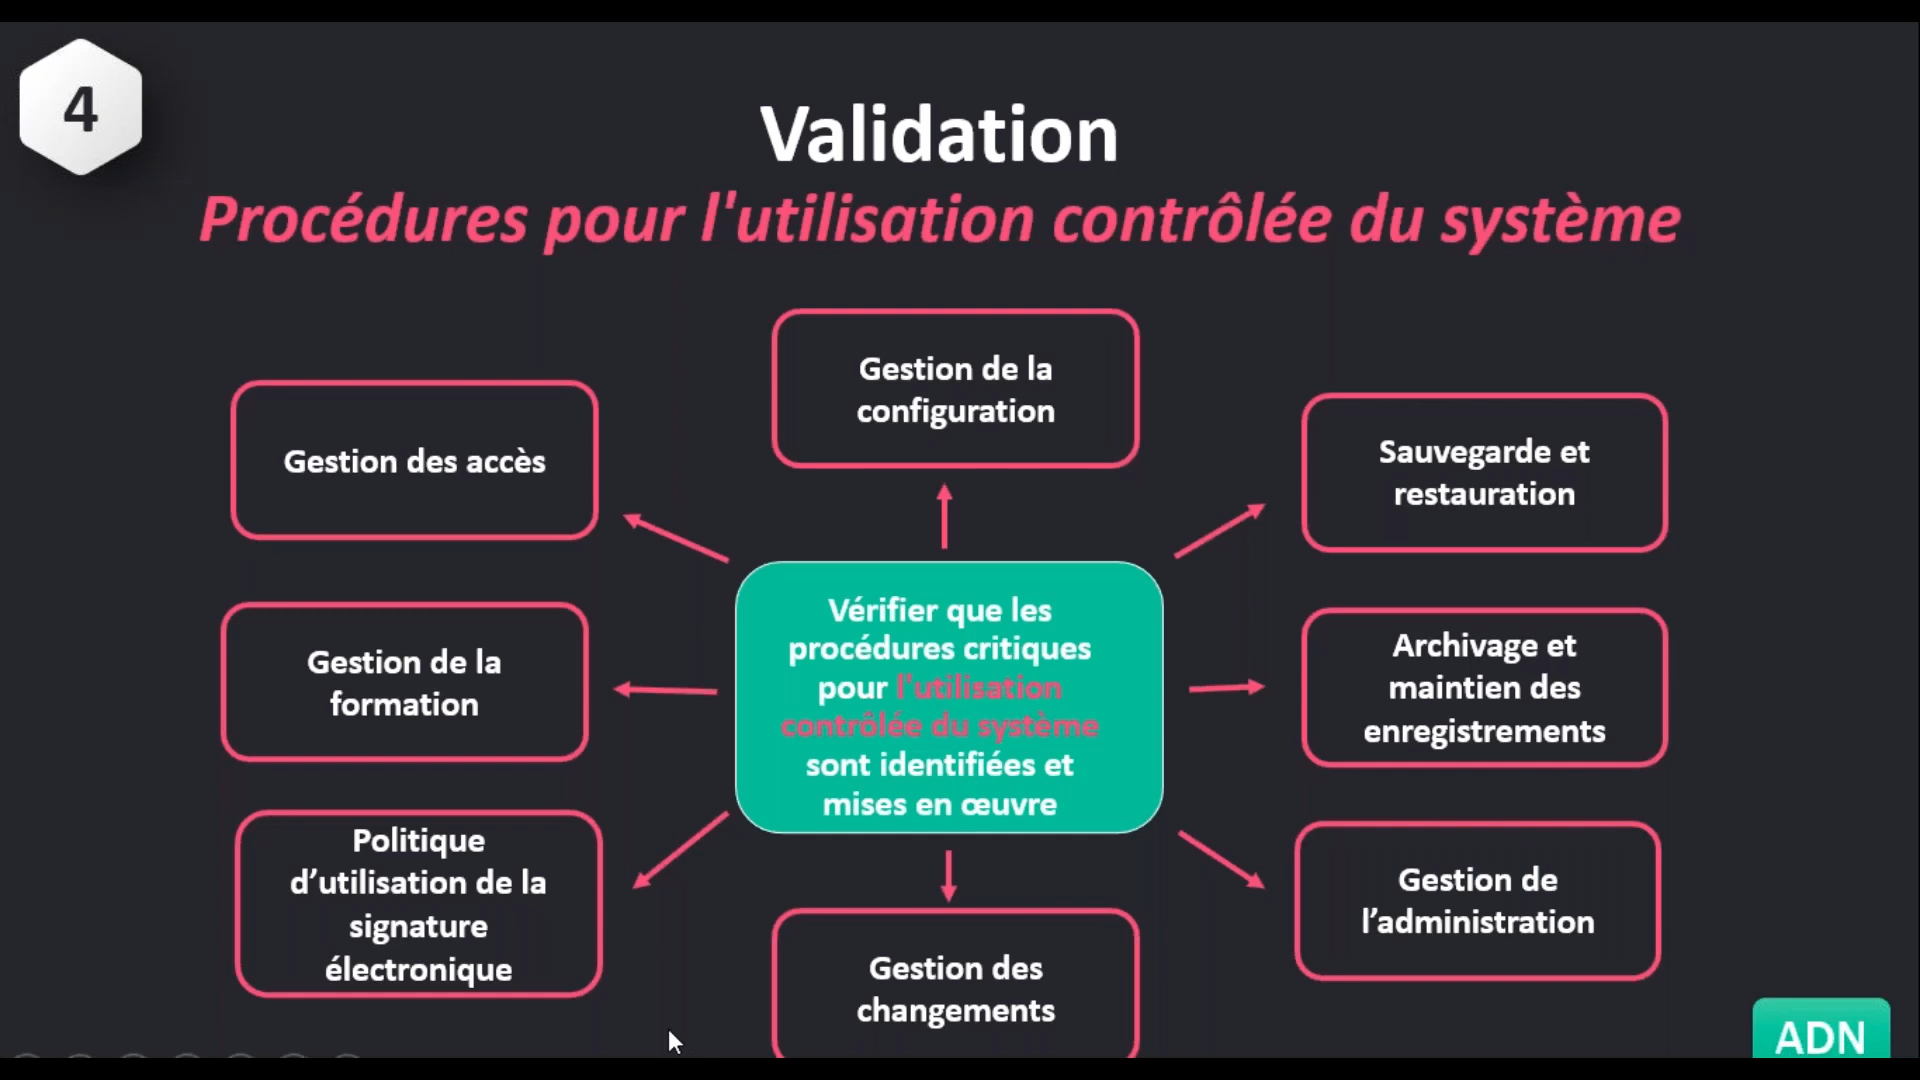 4
Validation
Procédures pour l'utilisation contrôlée du système
Gestion de la
configuration
Gestion des accès
Sauvegarde et
restauration
Gestion de la
formation
Vérifier que les
procédures critiques
pour l'utilisation
contrôlée du système
sont identifiées et
mises en œuvre
Archivage et
maintien des
enregistrements
Politique
d’utilisation de la
signature
électronique
Gestion des
changements
Gestion de
l’administration
ADN